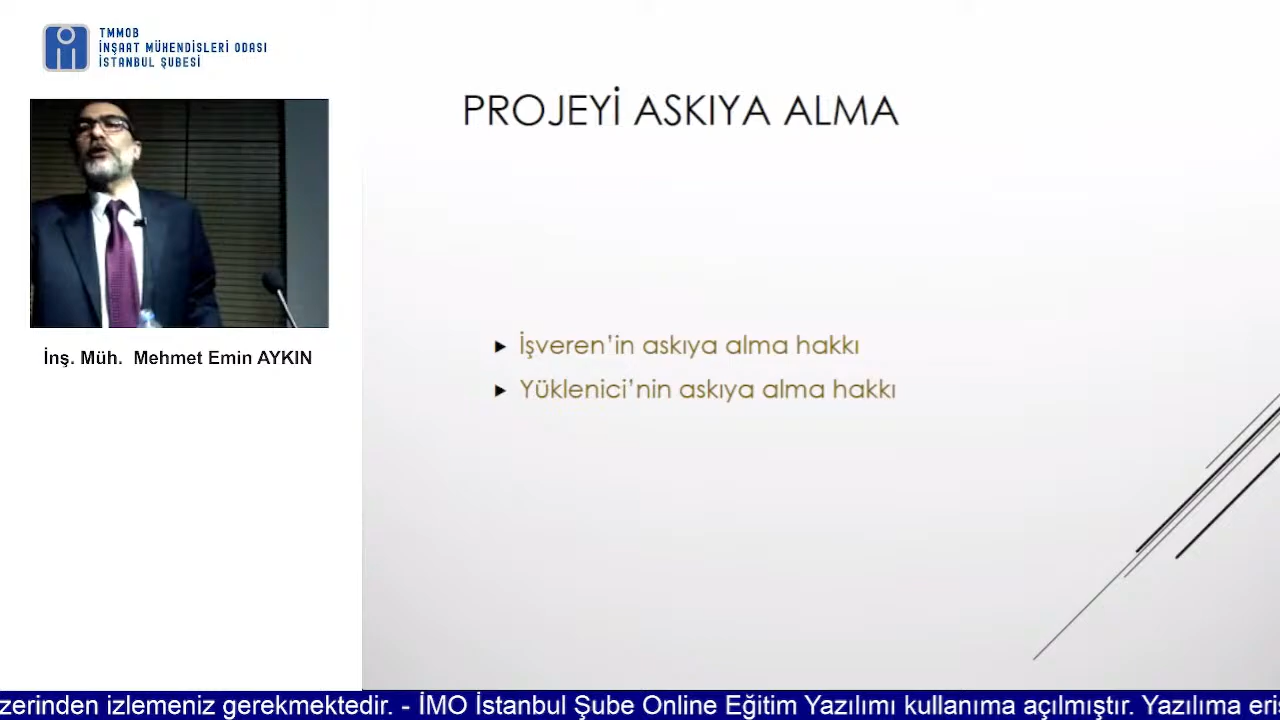 TMMOB
İNŞAAT MÜHENDİSLERİ ODASI
İSTANBUL ŞUBESİ
PROJEYİ ASKIYA ALMA
İnş. Müh. Mehmet Emin AYKIN
İşveren’in askıya alma hakkı
Yüklenici’nin askıya alma hakkı
zerinden izlemeniz gerekmektedir. - İMO İstanbul Şube Online Eğitim Yazılımı kullanıma açılmıştır. Yazılıma eriş